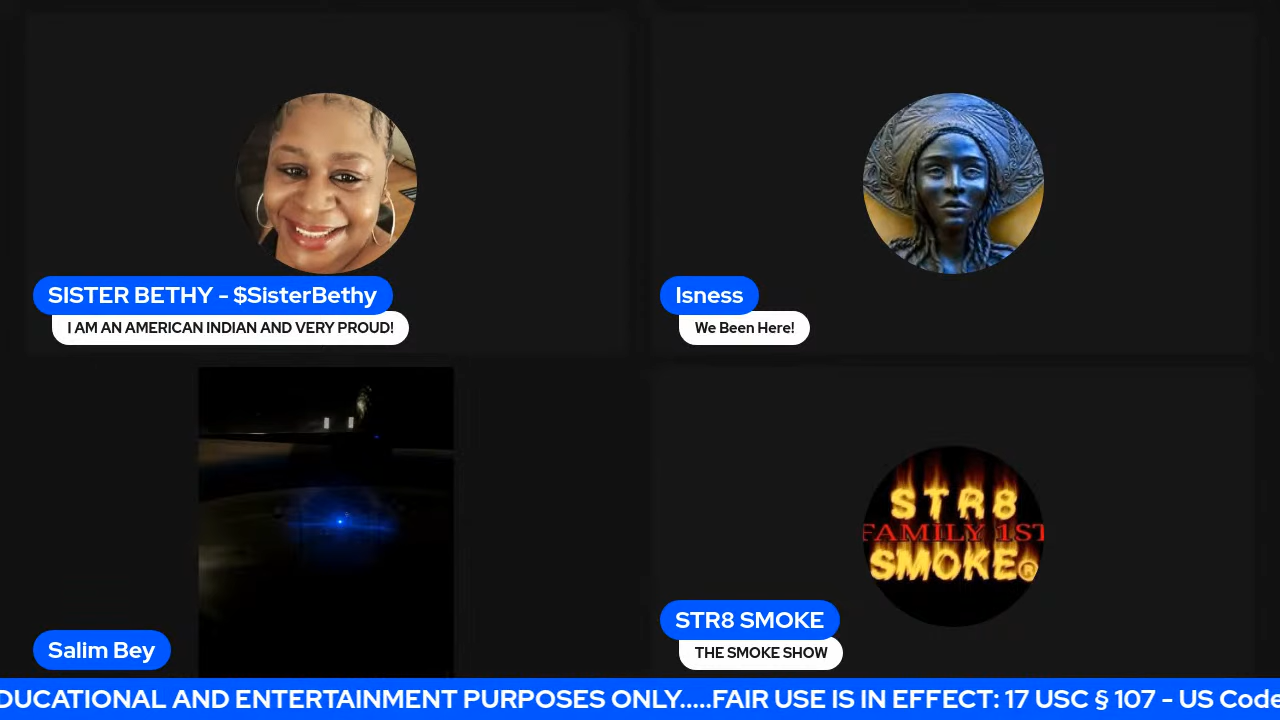 SISTER BETHY - $SisterBethy
I AM AN AMERICAN INDIAN AND VERY PROUD!
Isness
We Been Here!
Salim Bey
STR8
FAMILY 1ST
SMOKE®
STR8 SMOKE
THE SMOKE SHOW
DUCATIONAL AND ENTERTAINMENT PURPOSES ONLY.....FAIR USE IS IN EFFECT: 17 USC § 107 - US Code